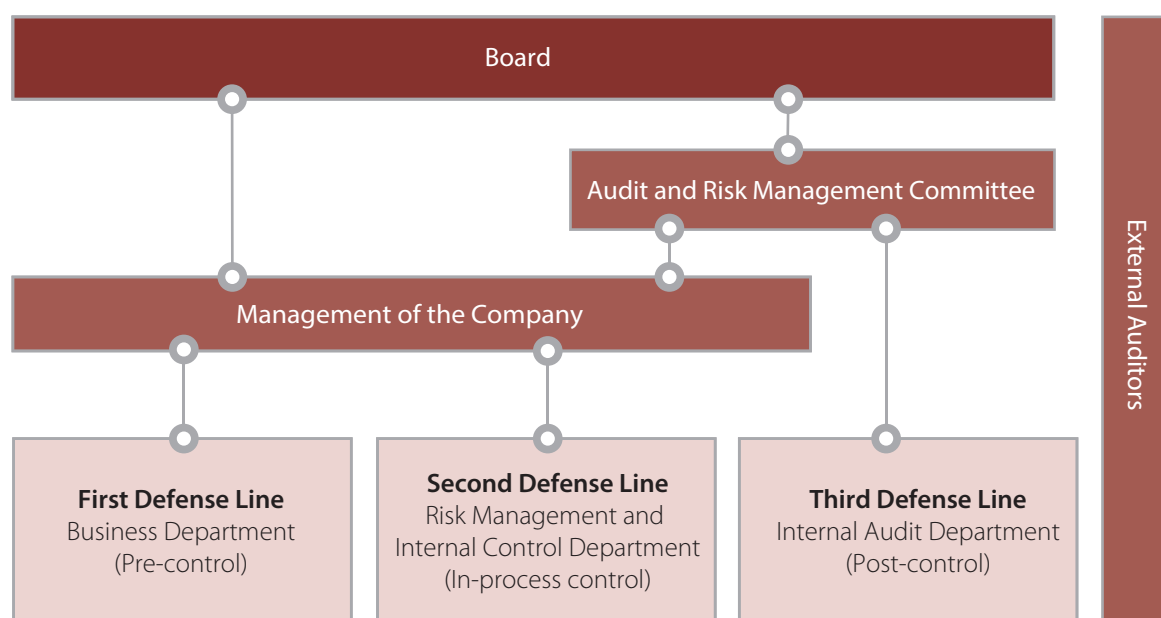 Board
Audit and Risk Management Committee
Management of the Company
First Defense Line
Business Department
(Pre-control)
Second Defense Line
Risk Management and
Internal Control Department
(In-process control)
Third Defense Line
Internal Audit Department
(Post-control)
External Auditors